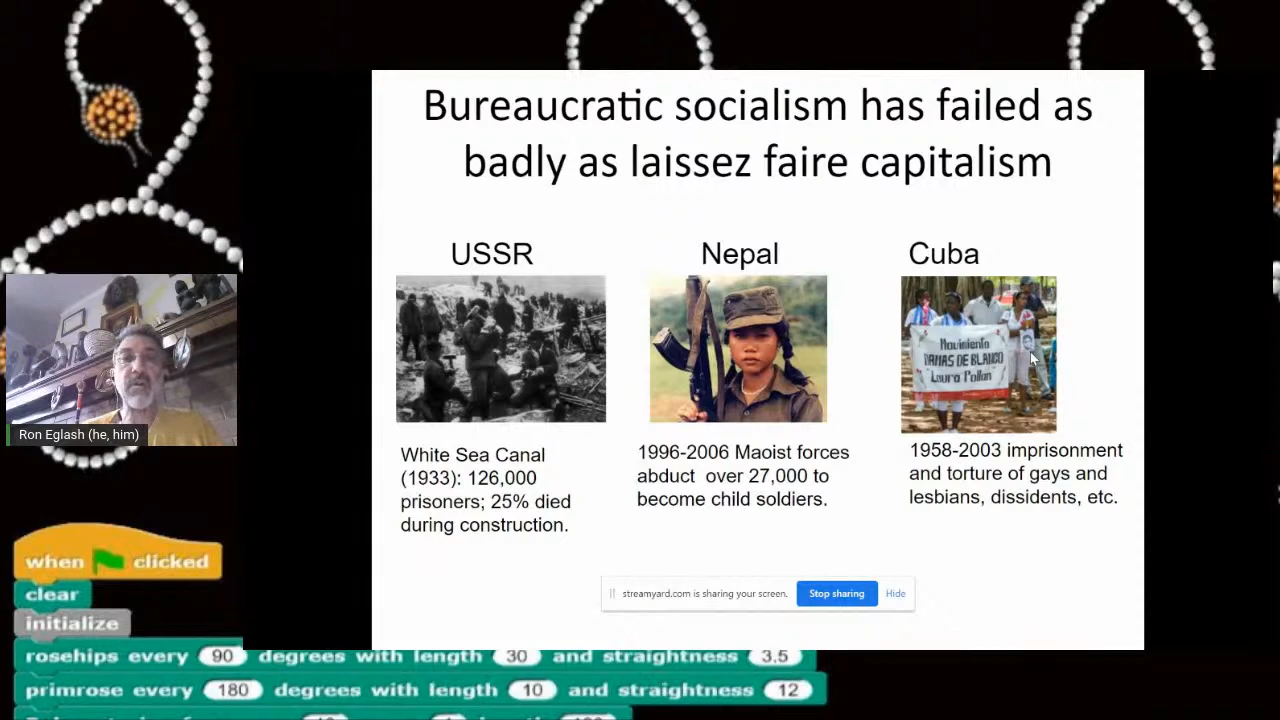 Bureaucratic socialism has failed as
badly as laissez faire capitalism
USSR
Nepal
Cuba
Movimiento
DAMAS DE BLANCO
Laura Pollan
White Sea Canal
(1933): 126,000
prisoners; 25% died
during construction.
1996-2006 Maoist forces
abduct over 27,000 to
become child soldiers.
1958-2003 imprisonment
and torture of gays and
lesbians, dissidents, etc.
Ron Eglash (he, him)
streamyard.com is sharing your screen. Stop sharing Hide
when clicked
clear
initialize
rosehips every 90 degrees with length 30 and straightness 3.5
primrose every 180 degrees with length 10 and straightness 12